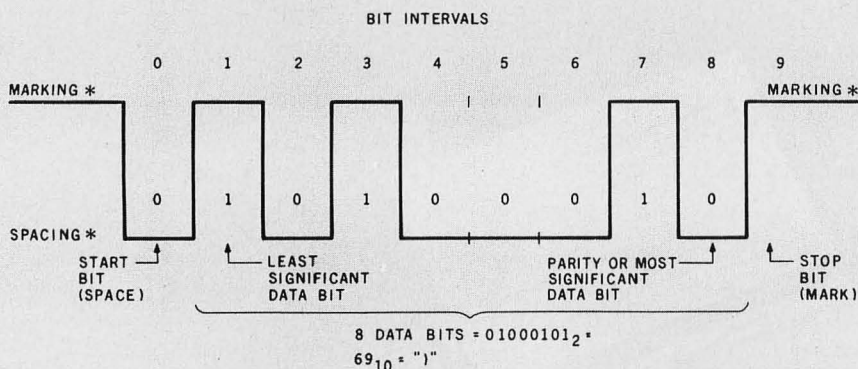 BIT INTERVALS
0 1 2 3 4 5 6 7 8 9
MARKING * MARKING *
0 1 0 1 0 0 0 1 0
SPACING *
START BIT (SPACE)
LEAST SIGNIFICANT DATA BIT
PARITY OR MOST SIGNIFICANT DATA BIT
STOP BIT (MARK)
8 DATA BITS = 01000101₂ =
69₁₀ = ")"